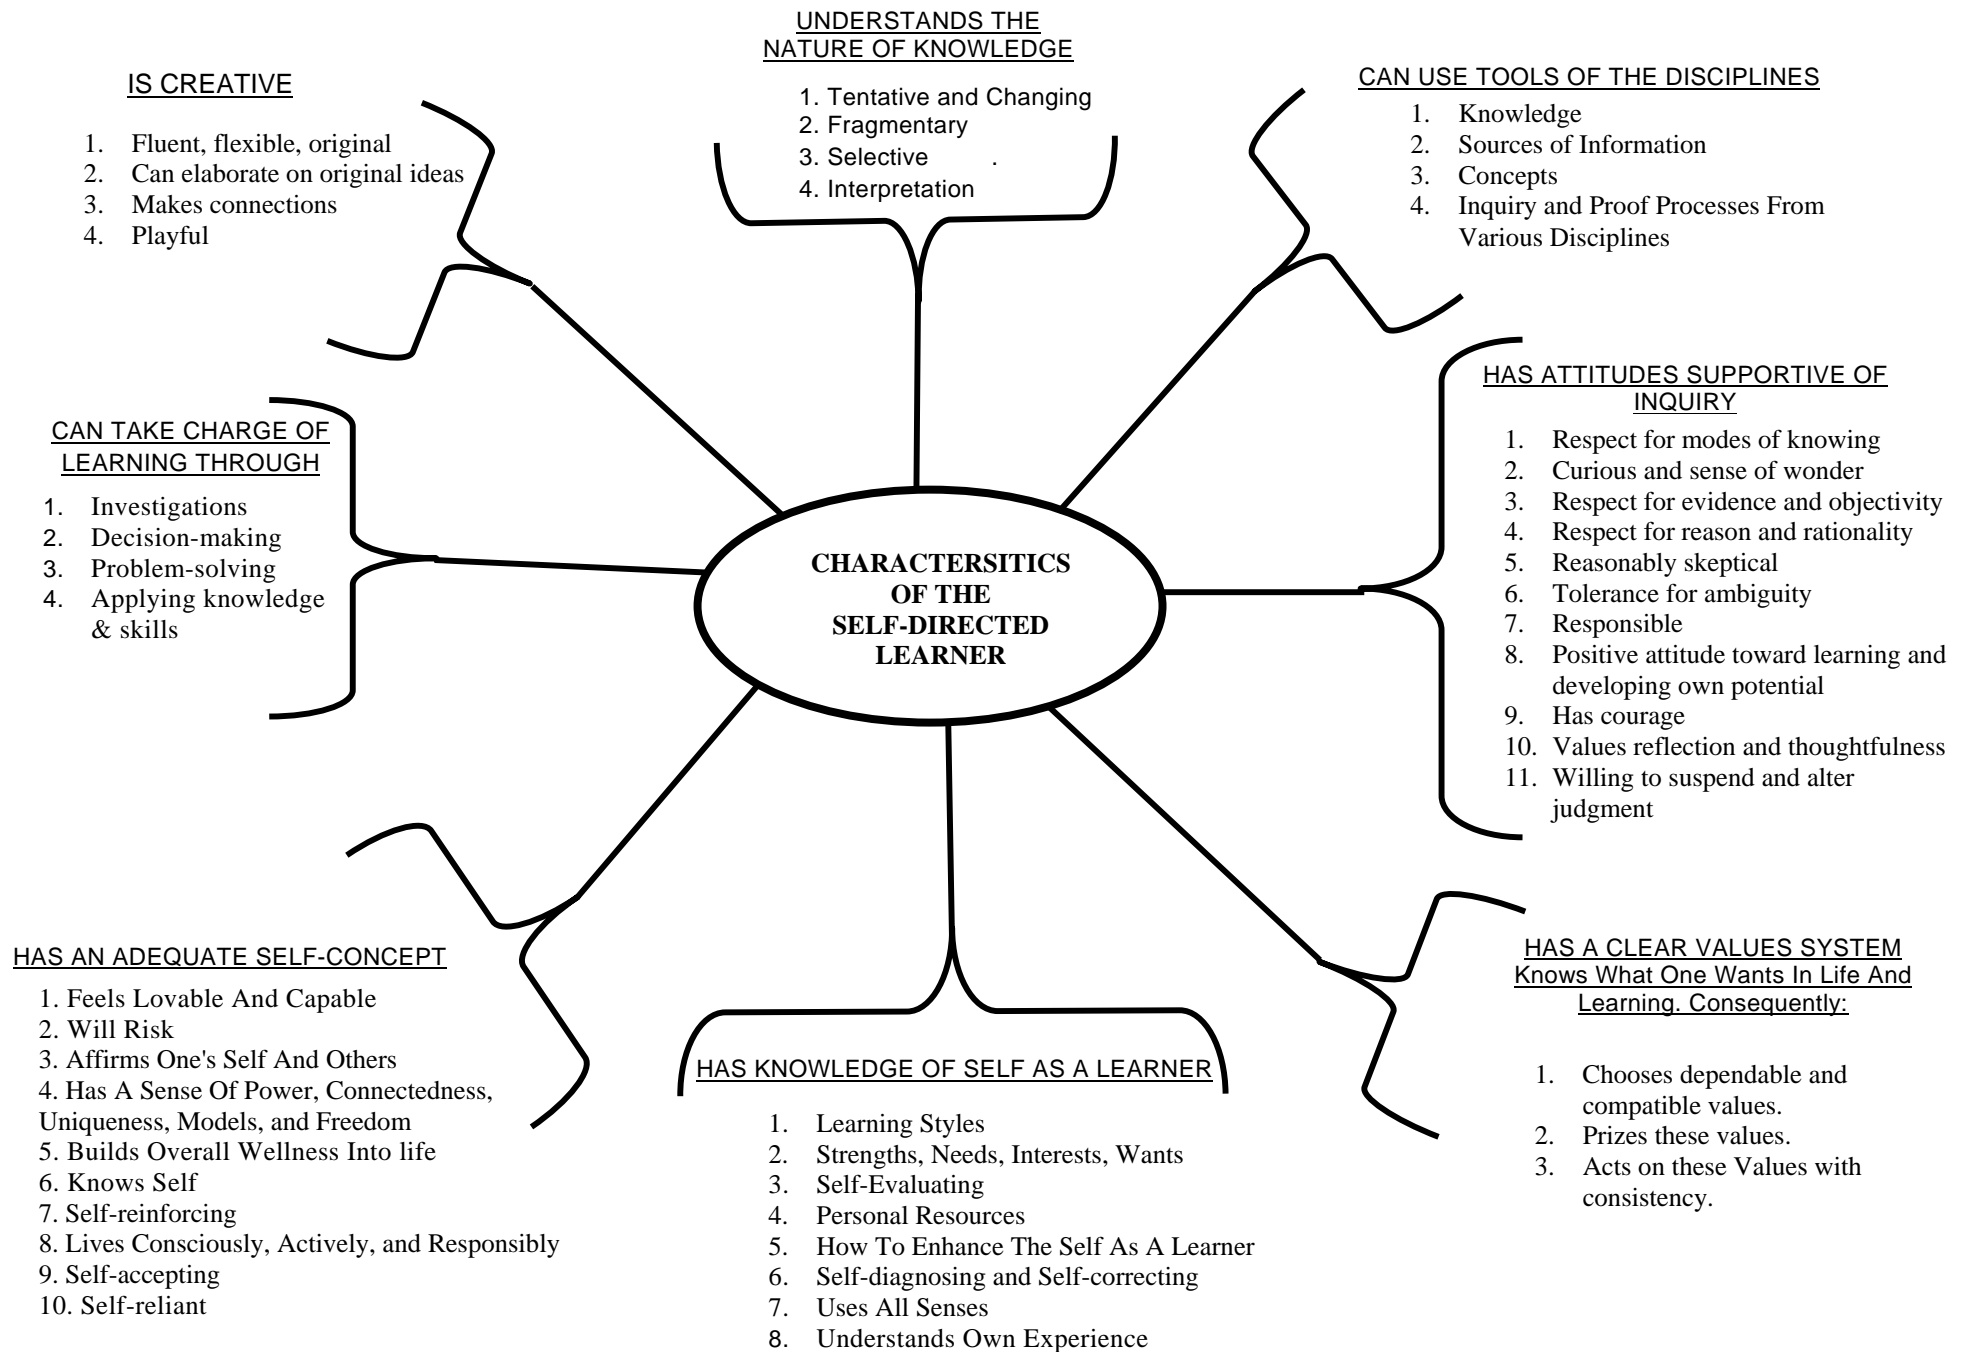 UNDERSTANDS THE
NATURE OF KNOWLEDGE
1. Tentative and Changing
2. Fragmentary
3. Selective .
4. Interpretation
IS CREATIVE
1. Fluent, flexible, original
2. Can elaborate on original ideas
3. Makes connections
4. Playful
CAN USE TOOLS OF THE DISCIPLINES
1. Knowledge
2. Sources of Information
3. Concepts
4. Inquiry and Proof Processes From
Various Disciplines
HAS ATTITUDES SUPPORTIVE OF
INQUIRY
1. Respect for modes of knowing
2. Curious and sense of wonder
3. Respect for evidence and objectivity
4. Respect for reason and rationality
5. Reasonably skeptical
6. Tolerance for ambiguity
7. Responsible
8. Positive attitude toward learning and
developing own potential
9. Has courage
10. Values reflection and thoughtfulness
11. Willing to suspend and alter
judgment
CAN TAKE CHARGE OF
LEARNING THROUGH
1. Investigations
2. Decision-making
3. Problem-solving
4. Applying knowledge
& skills
CHARACTERSITICS
OF THE
SELF-DIRECTED
LEARNER
HAS AN ADEQUATE SELF-CONCEPT
1. Feels Lovable And Capable
2. Will Risk
3. Affirms One's Self And Others
4. Has A Sense Of Power, Connectedness,
Uniqueness, Models, and Freedom
5. Builds Overall Wellness Into life
6. Knows Self
7. Self-reinforcing
8. Lives Consciously, Actively, and Responsibly
9. Self-accepting
10. Self-reliant
HAS KNOWLEDGE OF SELF AS A LEARNER
1. Learning Styles
2. Strengths, Needs, Interests, Wants
3. Self-Evaluating
4. Personal Resources
5. How To Enhance The Self As A Learner
6. Self-diagnosing and Self-correcting
7. Uses All Senses
8. Understands Own Experience
HAS A CLEAR VALUES SYSTEM
Knows What One Wants In Life And
Learning. Consequently:
1. Chooses dependable and
compatible values.
2. Prizes these values.
3. Acts on these Values with
consistency.